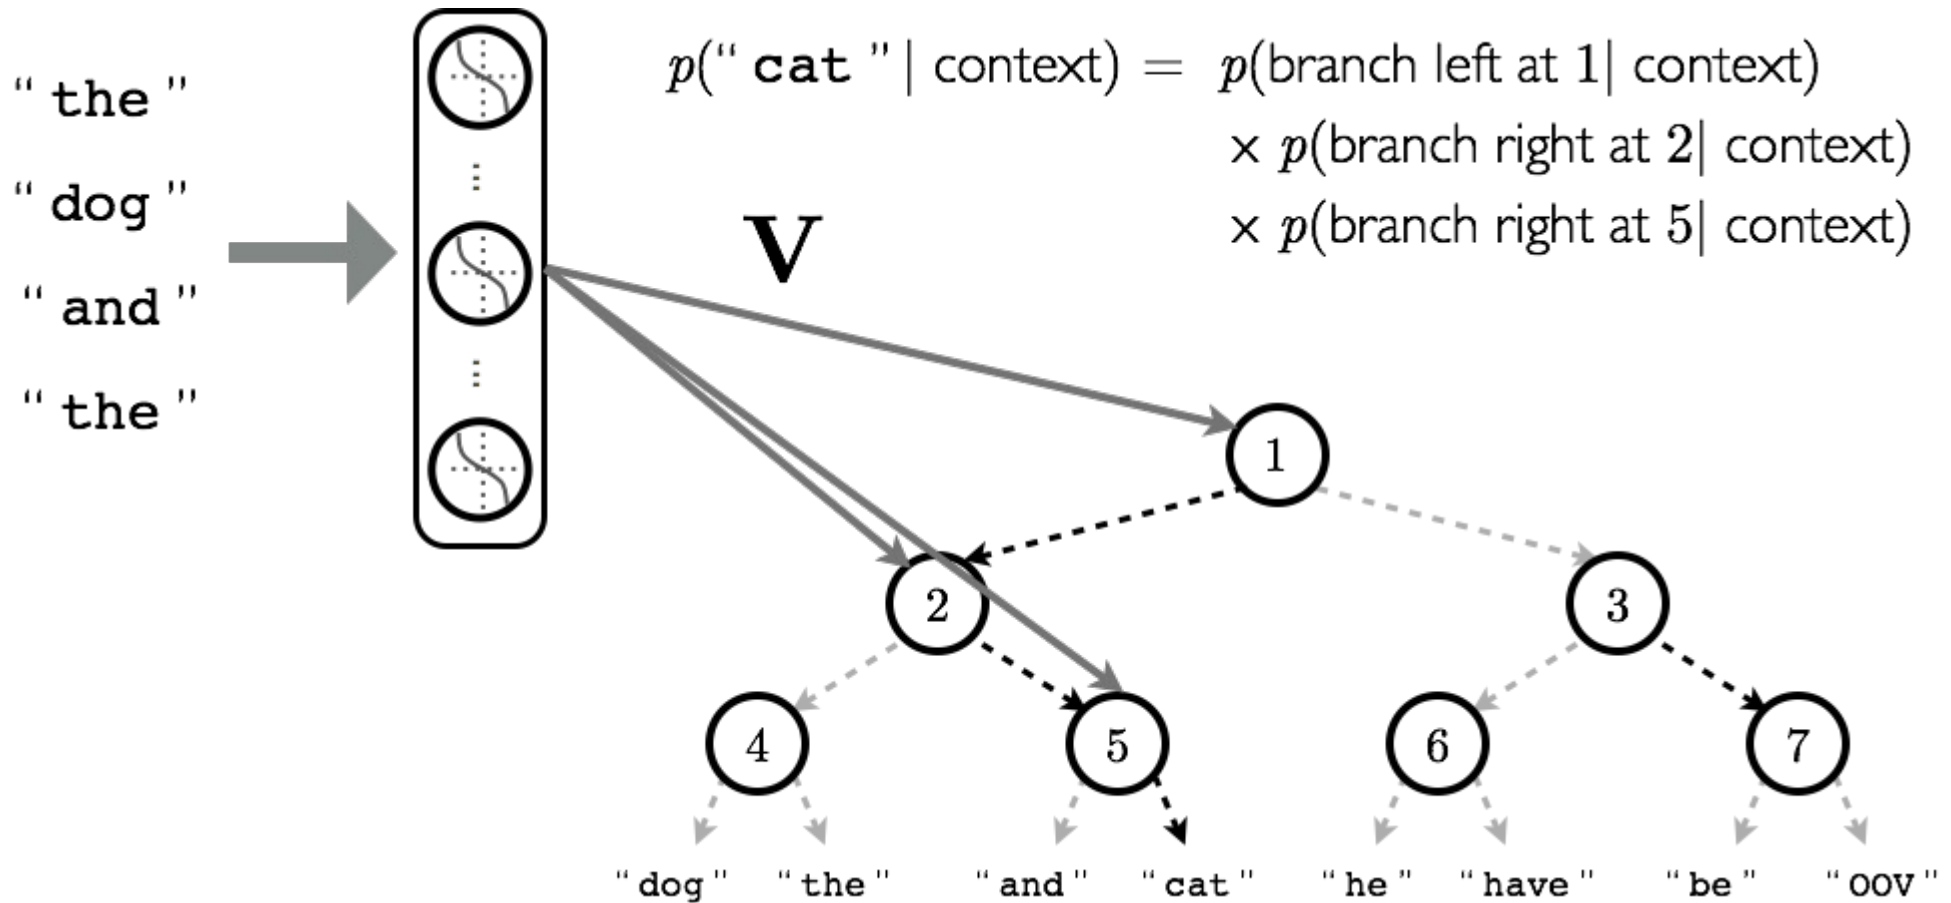 “ the ”
“ dog ”
“ and ”
“ the ”
p(“ cat ” | context) = p(branch left at 1| context)
× p(branch right at 2| context)
× p(branch right at 5| context)
V
1
2
3
4
5
6
7
“ dog ” “ the ” “ and ” “ cat ” “ he ” “ have ” “ be ” “ OOV ”